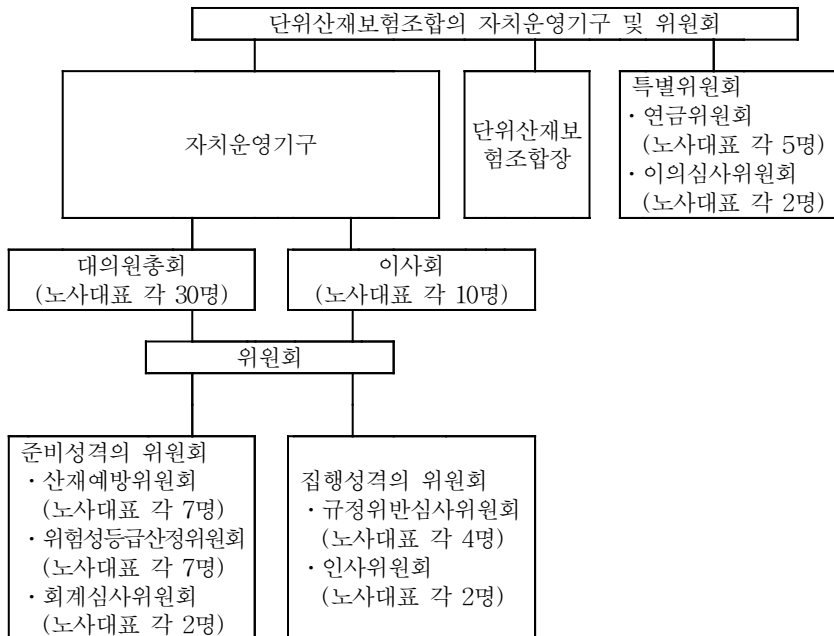 단위산재보험조합의 자치운영기구 및 위원회
자치운영기구
단위산재보
험조합장
특별위원회
· 연금위원회
(노사대표 각 5명)
· 이의심사위원회
(노사대표 각 2명)
대의원총회
(노사대표 각 30명)
이사회
(노사대표 각 10명)
위원회
준비성격의 위원회
· 산재예방위원회
(노사대표 각 7명)
· 위험성등급산정위원회
(노사대표 각 7명)
· 회계심사위원회
(노사대표 각 2명)
집행성격의 위원회
· 규정위반심사위원회
(노사대표 각 4명)
· 인사위원회
(노사대표 각 2명)